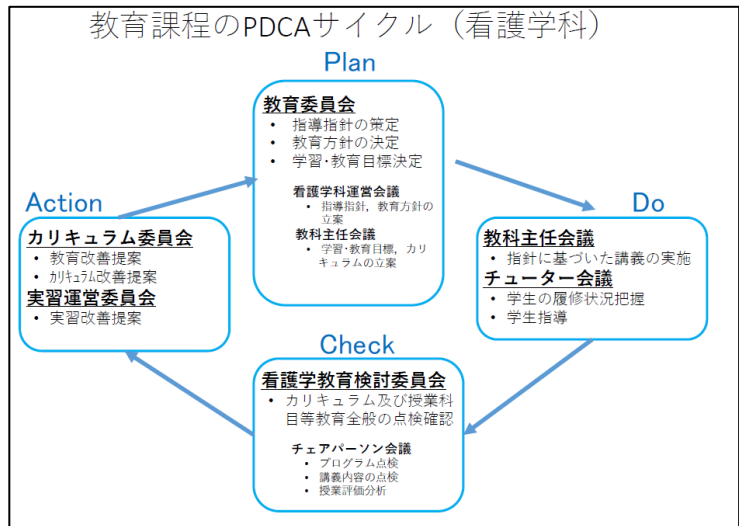 教育課程のPDCAサイクル（看護学科）
Plan
教育委員会
• 指導指針の策定
• 教育方針の決定
• 学習・教育目標決定
看護学科運営会議
• 指導指針，教育方針の
立案
教科主任会議
• 学習・教育目標，カリ
キュラムの立案
Do
教科主任会議
• 指針に基づいた講義の実施
チューター会議
• 学生の履修状況把握
• 学生指導
Check
看護学教育検討委員会
• カリキュラム及び授業科
目等教育全般の点検確認
チェアパーソン会議
• プログラム点検
• 講義内容の点検
• 授業評価分析
Action
カリキュラム委員会
• 教育改善提案
• ｶﾘｷｭﾗﾑ改善提案
実習運営委員会
• 実習改善提案